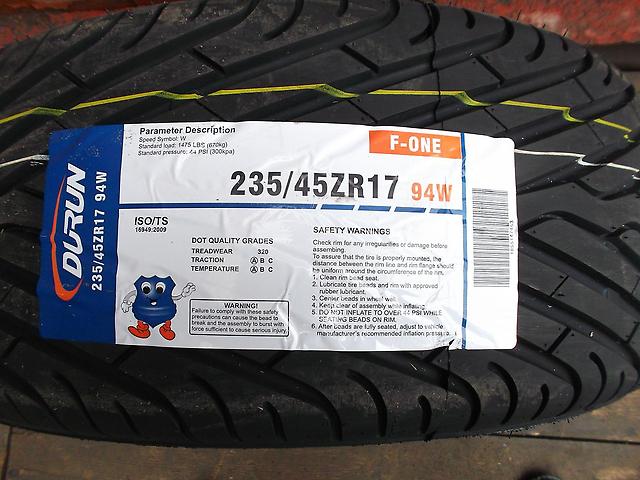 Parameter Description
Speed Symbol: W
Standard load: 1475 LBS (670kg)
Standard pressure: 44 PSI (300kpa)
F-ONE
235/45ZR17 94W
DURUN
235/45ZR17 94W
ISO/TS
16949:2009
DOT QUALITY GRADES
TREADWEAR 320
TRACTION A B C
TEMPERATURE A B C
WARNING!
Failure to comply with these safety
precautions can cause the bead to
break and the assembly to burst with
force sufficient to cause serious injury
SAFETY WARNINGS
Check rim for any irregularities or damage before
assembling.
To assure that the tire is properly mounted, the
distance between the rim line and rim flange should
be uniform around the circumference of the rim.
1. Clean rim bead seat.
2. Lubricate tire beads and rim with approved
rubber lubricant.
3. Center beads in wheel well.
4. Keep clear of assembly while inflating.
5. DO NOT INFLATE TO OVER 44 PSI WHILE
SEATING BEADS ON RIM.
6. After beads are fully seated, adjust to vehicle
manufacturer's recommended inflation pressure.